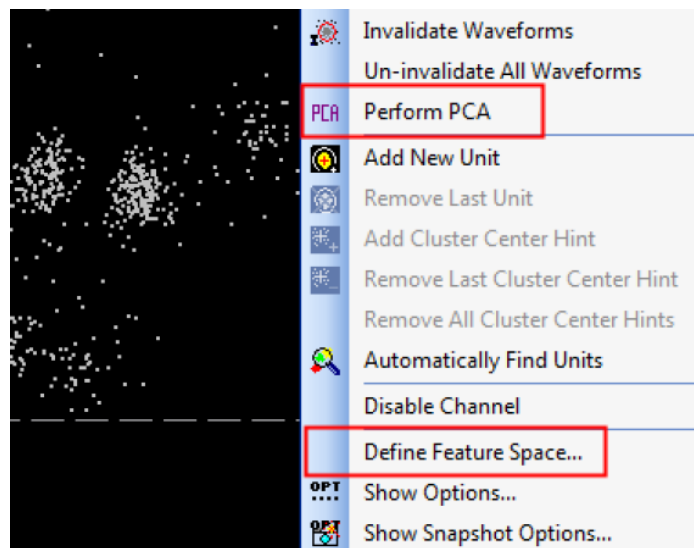 Invalidate Waveforms
Un-invalidate All Waveforms
PCA Perform PCA
Add New Unit
Remove Last Unit
Add Cluster Center Hint
Remove Last Cluster Center Hint
Remove All Cluster Center Hints
Automatically Find Units
Disable Channel
Define Feature Space...
OPT Show Options...
OPT Show Snapshot Options...